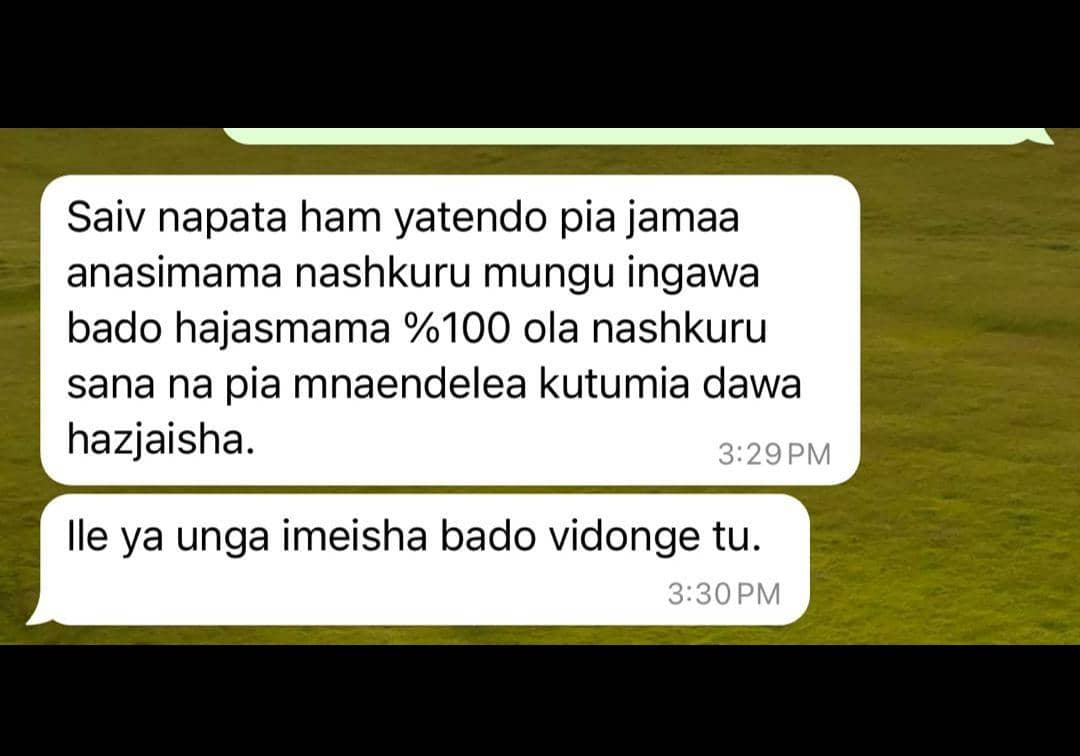 Saiv napata ham yatendo pia jamaa
anasimama nashkuru mungu ingawa
bado hajasmama %100 ola nashkuru
sana na pia mnaendelea kutumia dawa
hazjaisha.
3:29 PM
Ile ya unga imeisha bado vidonge tu.
3:30 PM